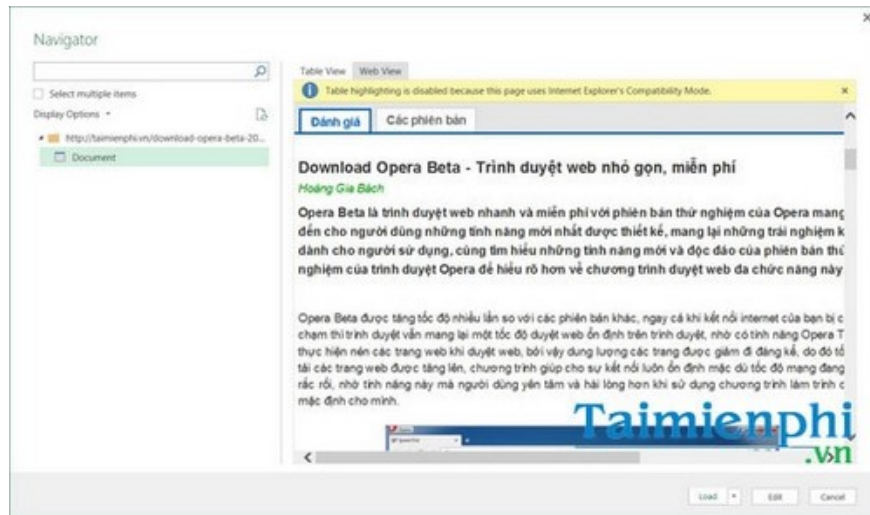 Navigator
Select multiple items
Display Options
http://taimienphi.vn/download-opera-beta-20...
Document
Table View Web View
Table highlighting is disabled because this page uses Internet Explorer's Compatibility Mode.
Đánh giá Các phiên bản
Download Opera Beta - Trình duyệt web nhỏ gọn, miễn phí
Hoàng Gia Bách
Opera Beta là trình duyệt web nhanh và miễn phí với phiên bản thử nghiệm của Opera mang
đến cho người dùng những tính năng mới nhất được thiết kế, mang lại những trải nghiệm k
dành cho người sử dụng, cùng tìm hiểu những tính năng mới và độc đáo của phiên bản thử
nghiệm của trình duyệt Opera để hiểu rõ hơn về chương trình duyệt web đa chức năng này
Opera Beta được tăng tốc độ nhiều lần so với các phiên bản khác, ngay cả khi kết nối internet của bạn bị c
chạm thì trình duyệt vẫn mang lại một tốc độ duyệt web ổn định trên trình duyệt, nhờ có tính năng Opera T
thực hiện nén các trang web khi duyệt web, bởi vậy dung lượng các trang được giảm đi đáng kể, do đó tố
tải các trang web được tăng lên, chương trình giúp cho sự kết nối luôn ổn định mặc dù tốc độ mạng đang
rắc rối, nhờ tính năng này mà người dùng yên tâm và hài lòng hơn khi sử dụng chương trình làm trình d
mặc định cho mình.
Taimienphi
.vn
Load Edit Cancel